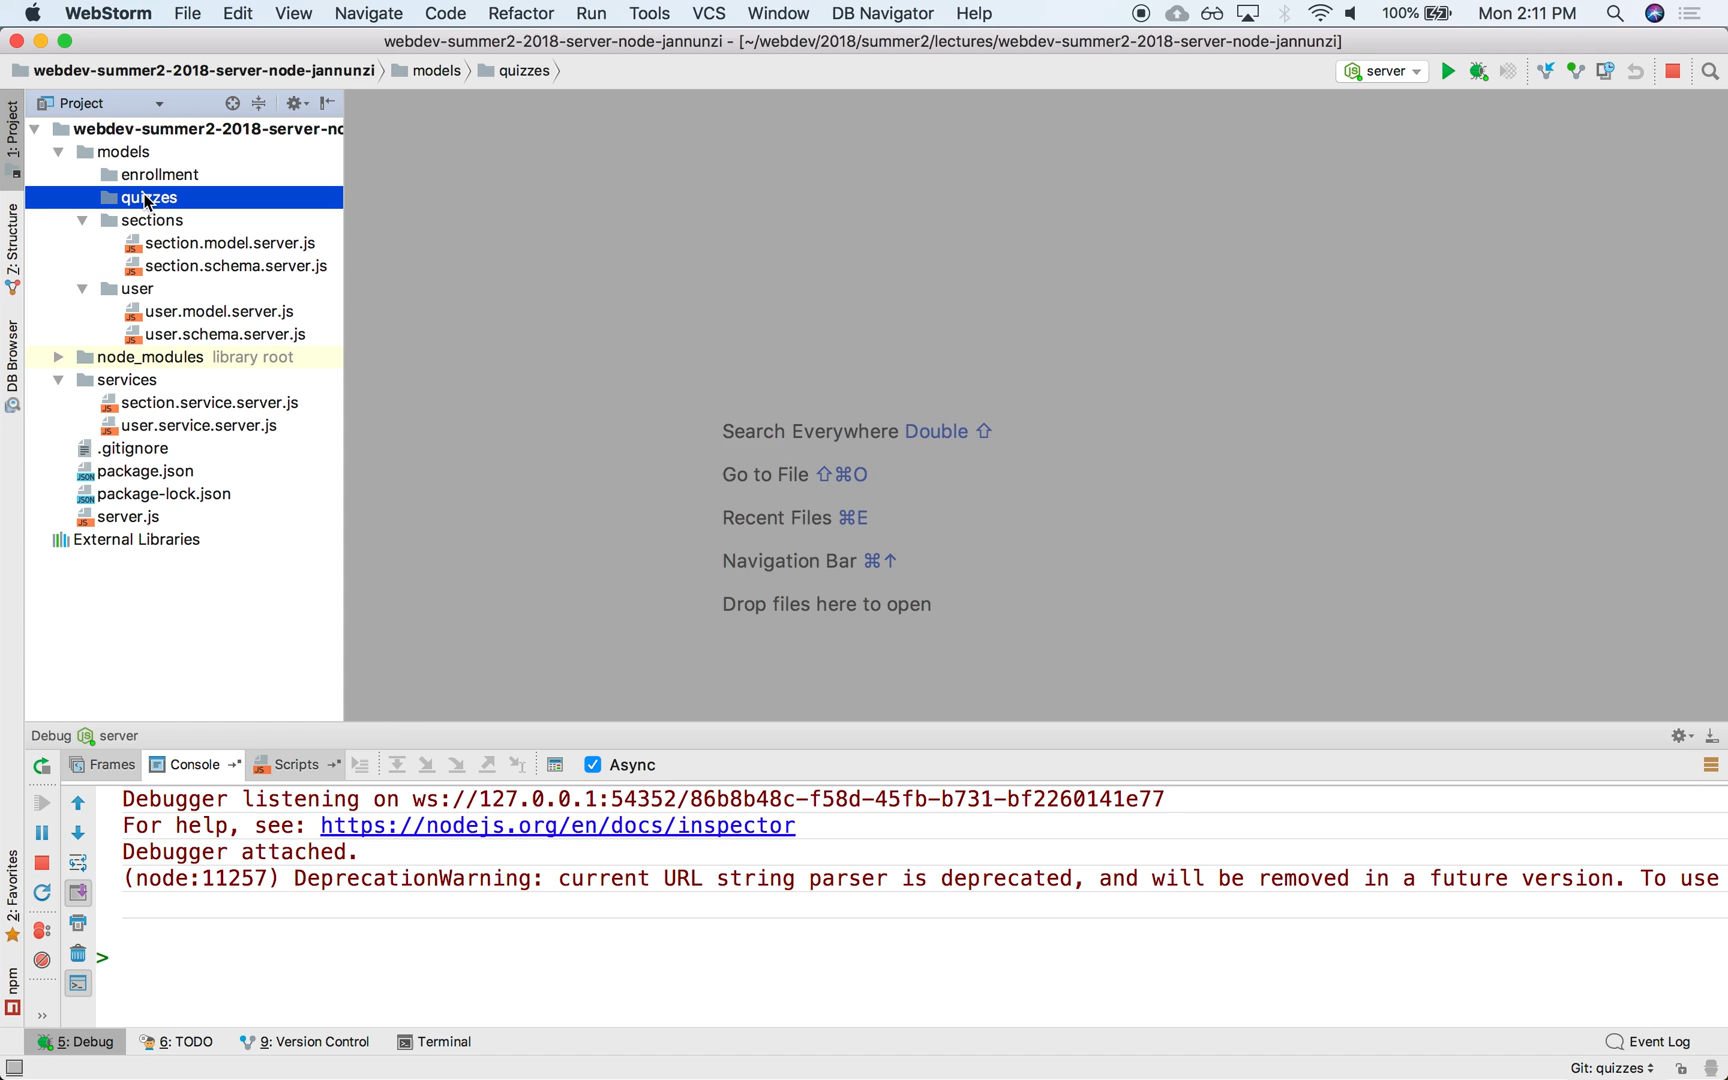 WebStorm File Edit View Navigate Code Refactor Run Tools VCS Window DB Navigator Help 100% Mon 2:11 PM
webdev-summer2-2018-server-node-jannunzi - [~/webdev/2018/summer2/lectures/webdev-summer2-2018-server-node-jannunzi]
webdev-summer2-2018-server-node-jannunzi models quizzes server
1: Project
Z: Structure
DB Browser
2: Favorites
npm
Project
webdev-summer2-2018-server-no
models
enrollment
quizzes
sections
section.model.server.js
section.schema.server.js
user
user.model.server.js
user.schema.server.js
node_modules library root
services
section.service.server.js
user.service.server.js
.gitignore
package.json
package-lock.json
server.js
External Libraries
Search Everywhere Double ⇧
Go to File ⇧⌘O
Recent Files ⌘E
Navigation Bar ⌘↑
Drop files here to open
Debug server
Frames Console Scripts Async
Debugger listening on ws://127.0.0.1:54352/86b8b48c-f58d-45fb-b731-bf2260141e77
For help, see: https://nodejs.org/en/docs/inspector
Debugger attached.
(node:11257) DeprecationWarning: current URL string parser is deprecated, and will be removed in a future version. To use
>
5: Debug 6: TODO 9: Version Control Terminal Event Log
Git: quizzes